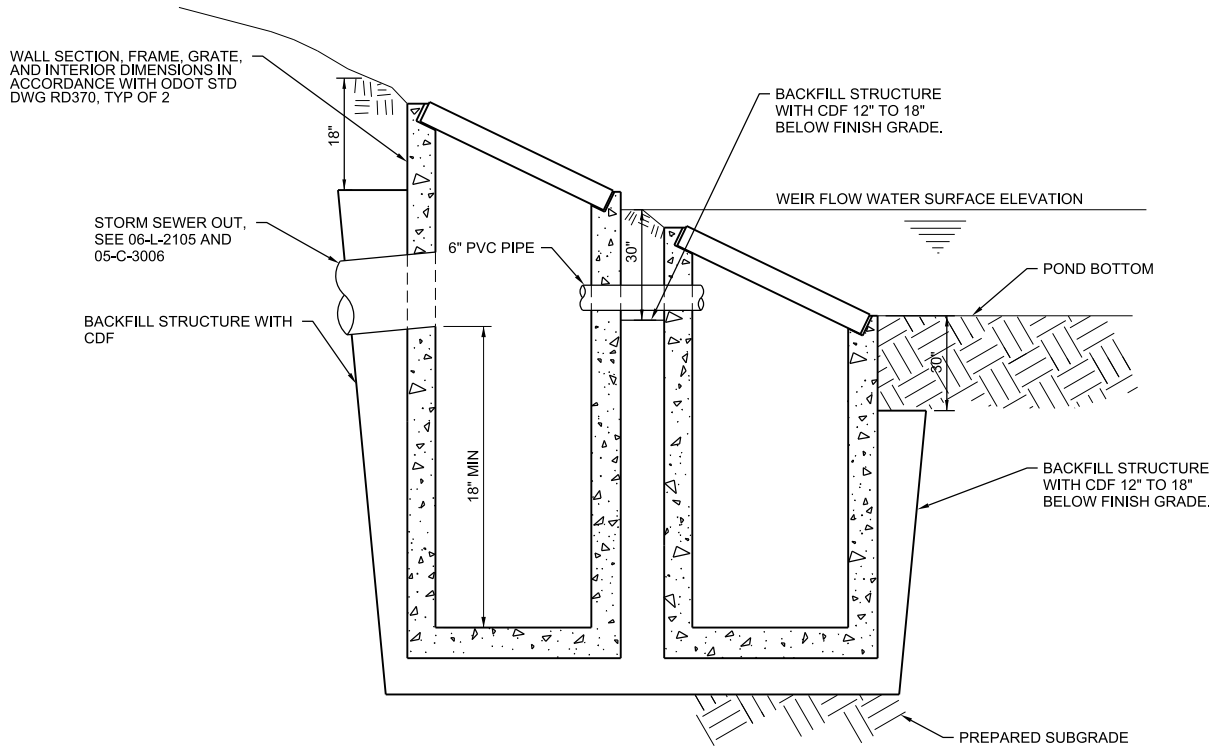 WALL SECTION, FRAME, GRATE,
AND INTERIOR DIMENSIONS IN
ACCORDANCE WITH ODOT STD
DWG RD370, TYP OF 2
18"
BACKFILL STRUCTURE
WITH CDF 12" TO 18"
BELOW FINISH GRADE.
WEIR FLOW WATER SURFACE ELEVATION
STORM SEWER OUT,
SEE 06-L-2105 AND
05-C-3006
6" PVC PIPE
30"
POND BOTTOM
BACKFILL STRUCTURE WITH
CDF
30"
18" MIN
BACKFILL STRUCTURE
WITH CDF 12" TO 18"
BELOW FINISH GRADE.
PREPARED SUBGRADE